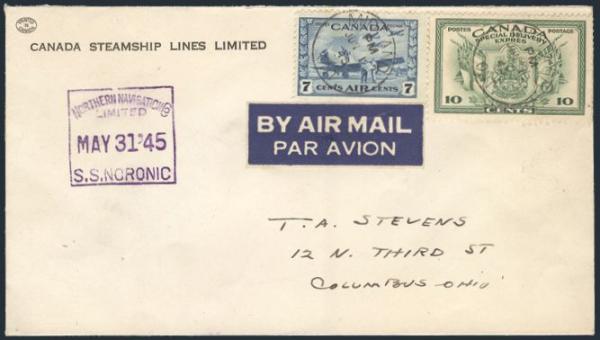 CANADA STEAMSHIP LINES LIMITED
CANADA
7 CENTS AIR CENTS 7
CANADA
POSTES POSTAGE
SPECIAL DELIVERY
EXPRES
10 CENTS 10
NORTHERN NAVIGATION Co
LIMITED
MAY 31 '45
S.S. NORONIC
BY AIR MAIL
PAR AVION
T.A. STEVENS
12 N. THIRD ST
COLUMBUS OHIO